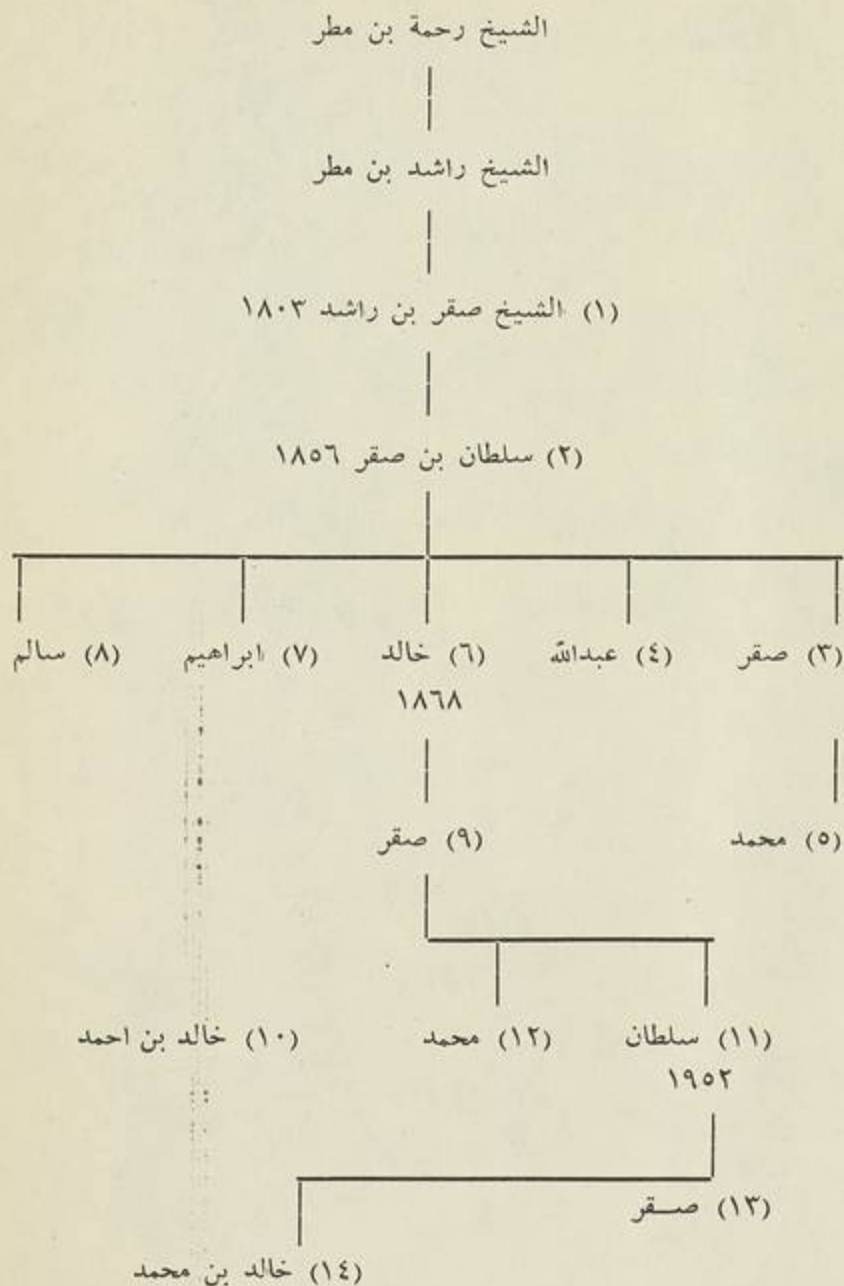 الشيخ رحمة بن مطر
الشيخ راشد بن مطر
(١) الشيخ صقر بن راشد ١٨٠٣
(٢) سلطان بن صقر ١٨٥٦
(٣) صقر (٤) عبدالله (٦) خالد (٧) ابراهيم (٨) سالم
١٨٦٨
(٥) محمد (٩) صقر
(١١) سلطان (١٢) محمد (١٠) خالد بن احمد
١٩٥٢
(١٣) صقر
(١٤) خالد بن محمد